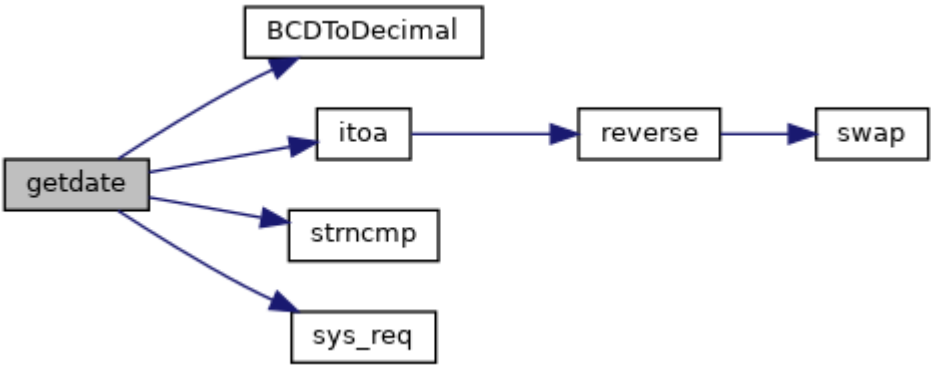 BCDToDecimal
itoa
reverse
swap
getdate
strncmp
sys_req